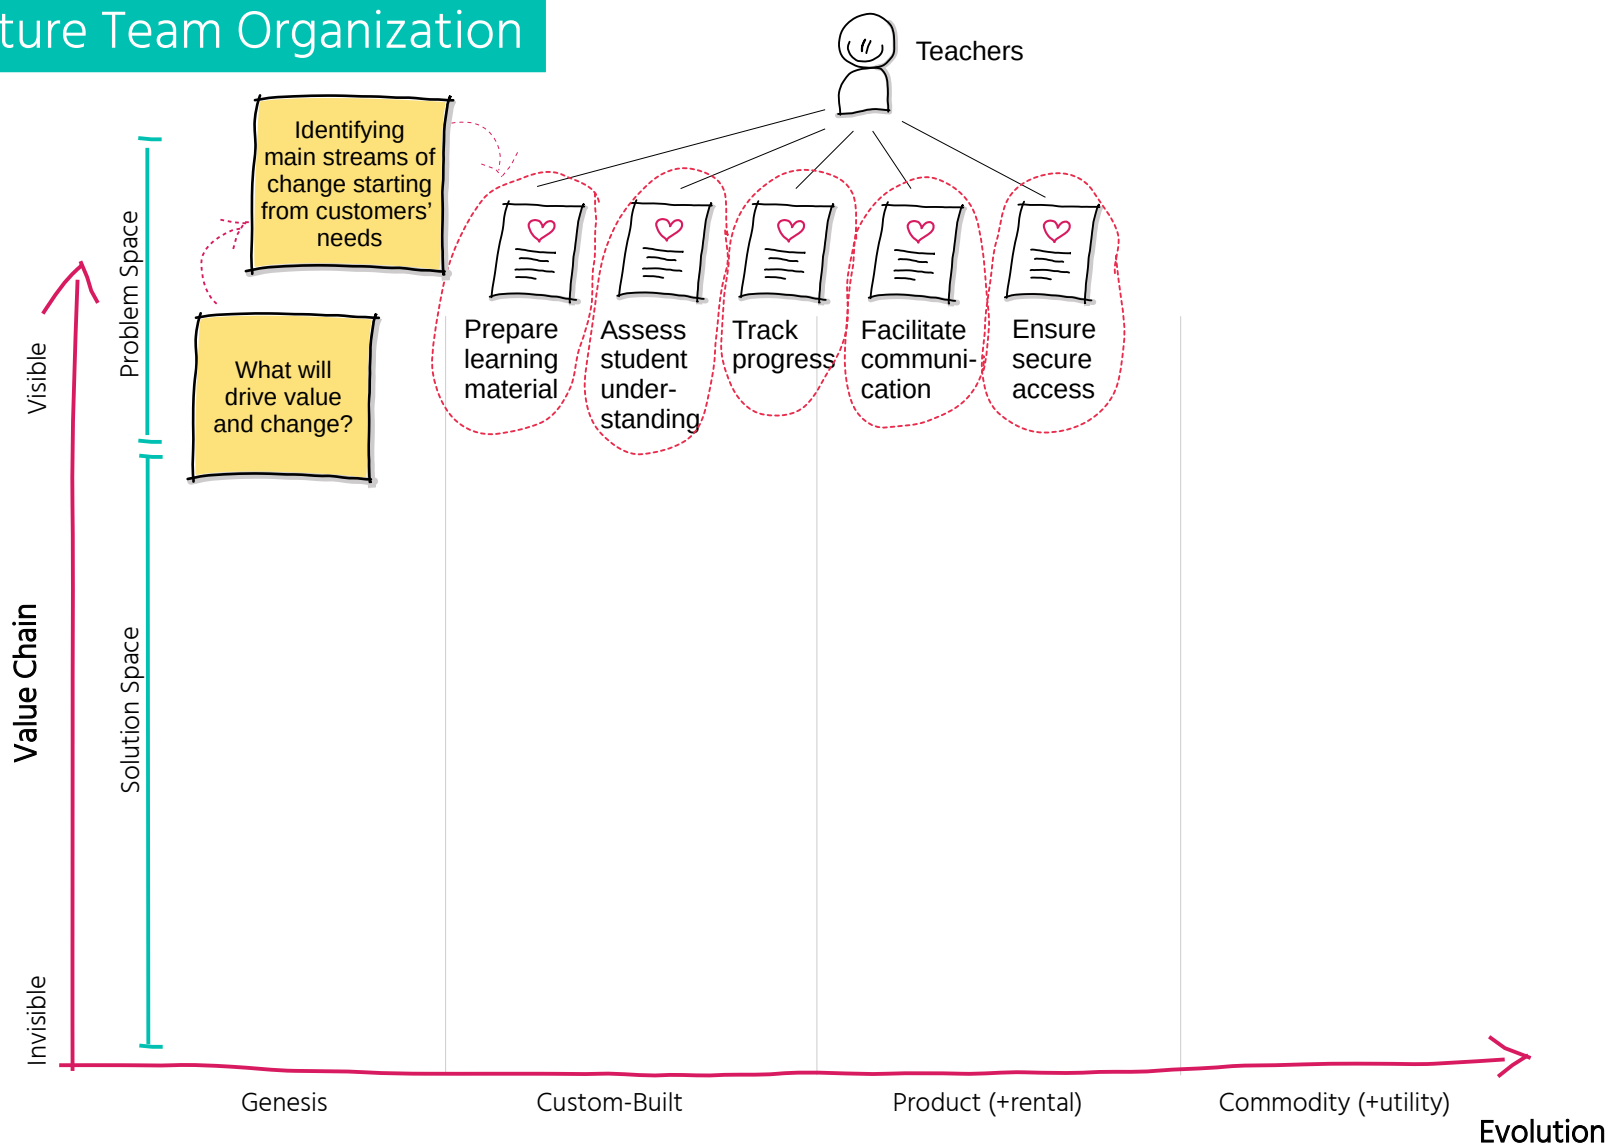 ture Team Organization
Teachers
Identifying
main streams of
change starting
from customers’
needs
What will
drive value
and change?
Prepare
learning
material
Assess
student
under-
standing
Track
progress
Facilitate
communi-
cation
Ensure
secure
access
Problem Space
Visible
Value Chain
Solution Space
Invisible
Genesis
Custom-Built
Product (+rental)
Commodity (+utility)
Evolution